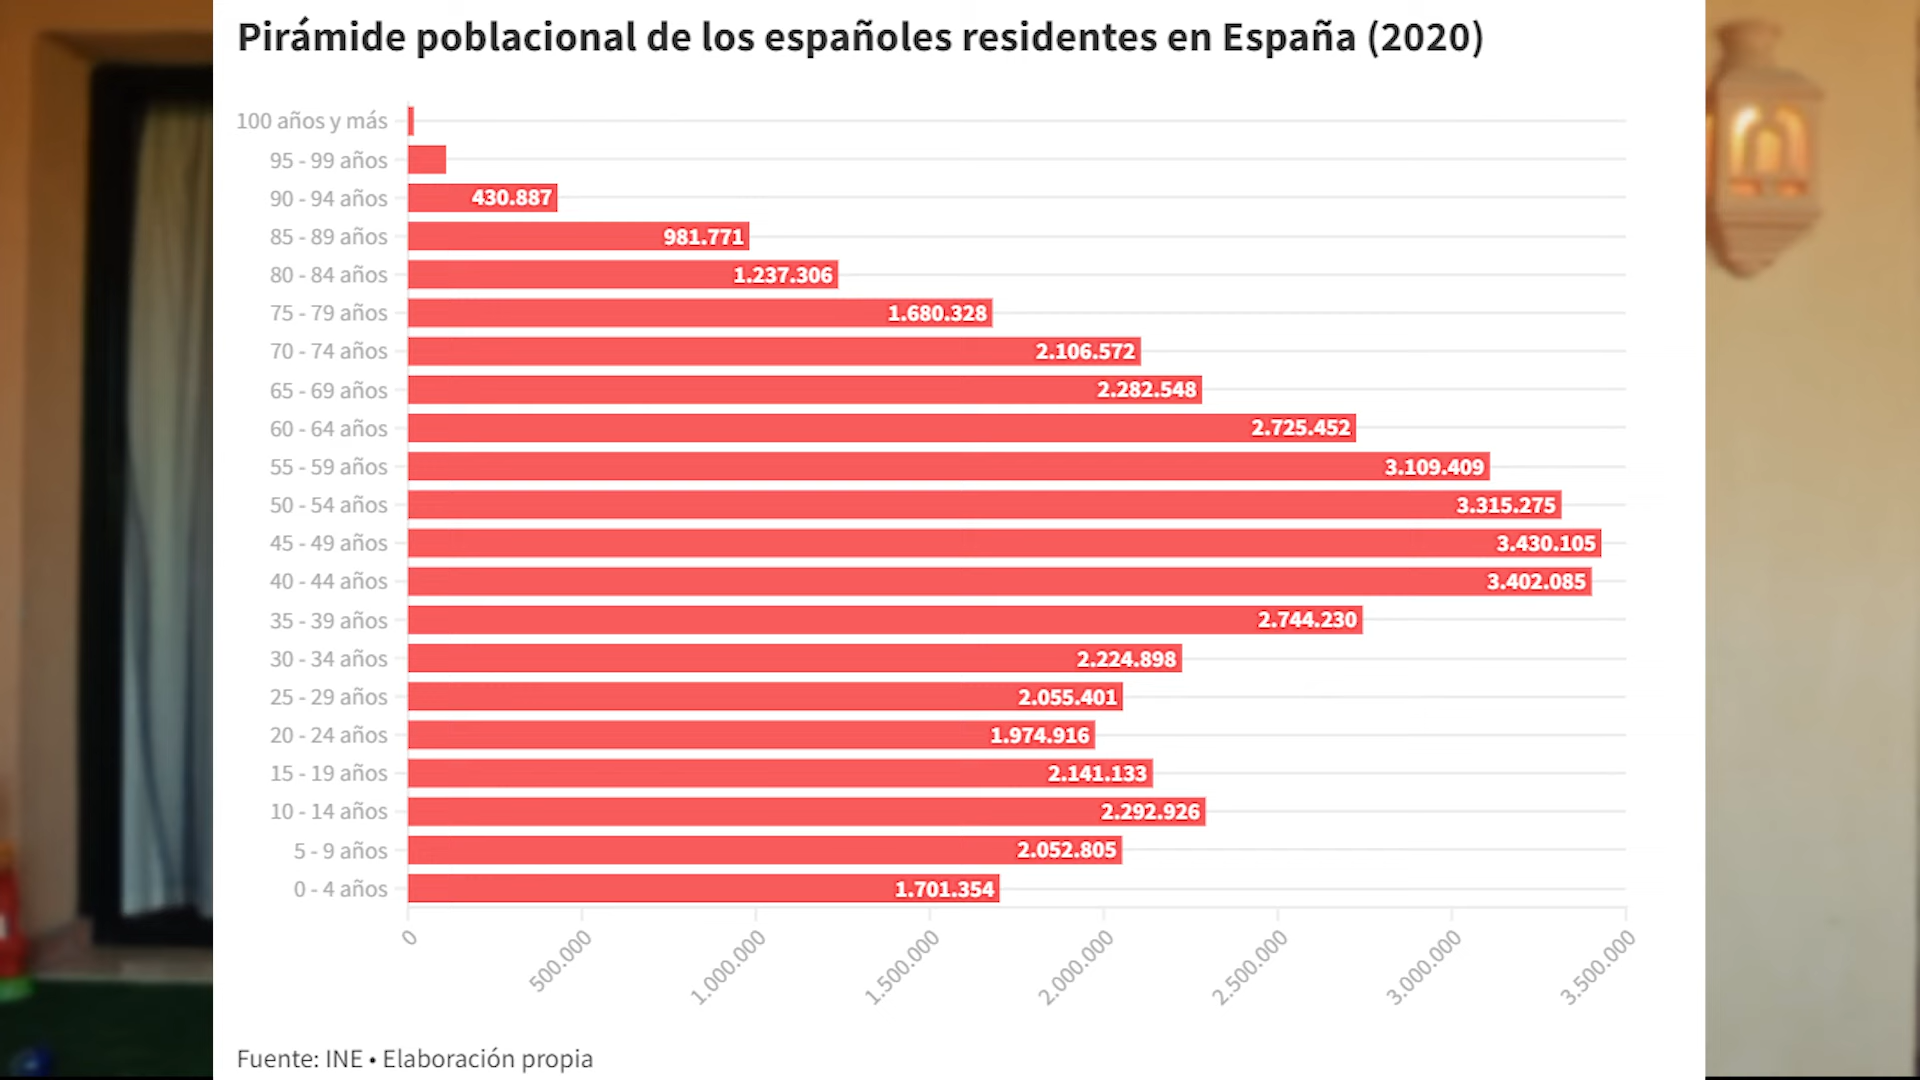 Pirámide poblacional de los españoles residentes en España (2020)
100 años y más
95 - 99 años
90 - 94 años 430.887
85 - 89 años 981.771
80 - 84 años 1.237.306
75 - 79 años 1.680.328
70 - 74 años 2.106.572
65 - 69 años 2.282.548
60 - 64 años 2.725.452
55 - 59 años 3.109.409
50 - 54 años 3.315.275
45 - 49 años 3.430.105
40 - 44 años 3.402.085
35 - 39 años 2.744.230
30 - 34 años 2.224.898
25 - 29 años 2.055.401
20 - 24 años 1.974.916
15 - 19 años 2.141.133
10 - 14 años 2.292.926
5 - 9 años 2.052.805
0 - 4 años 1.701.354
0 500.000 1.000.000 1.500.000 2.000.000 2.500.000 3.000.000 3.500.000
Fuente: INE • Elaboración propia